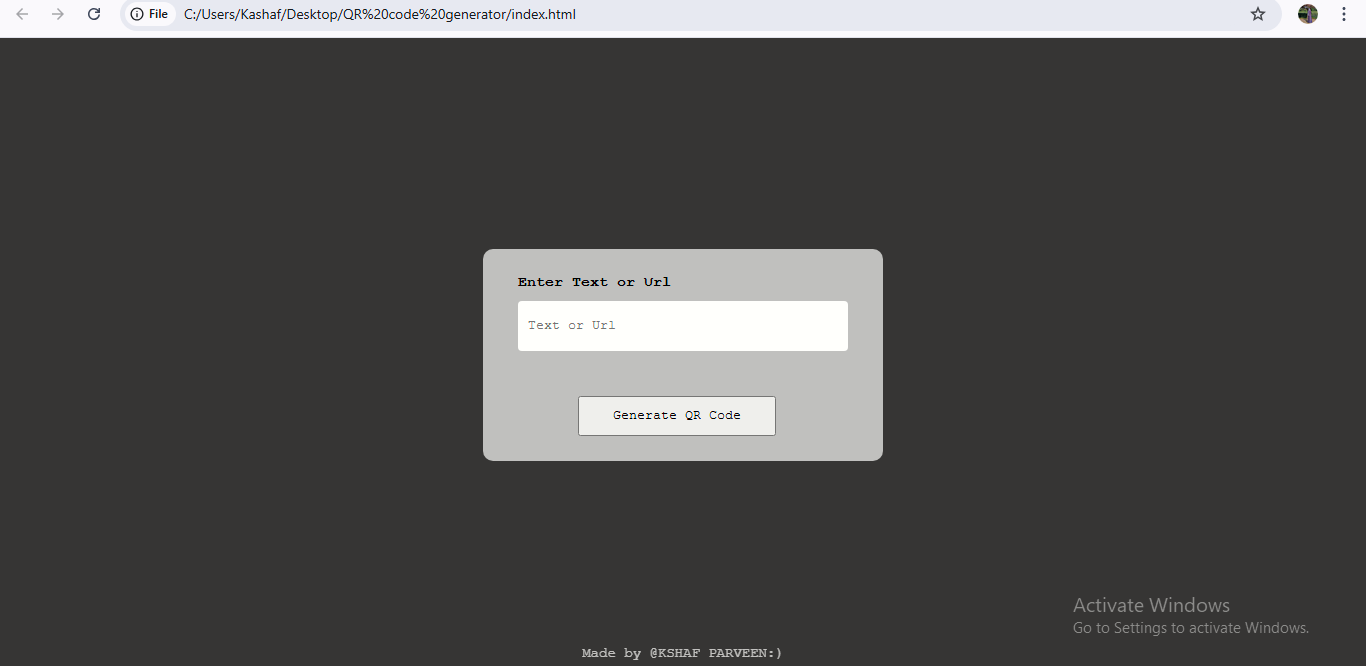 File C:/Users/Kashaf/Desktop/QR%20code%20generator/index.html
Enter Text or Url
Text or Url
Generate QR Code
Activate Windows
Go to Settings to activate Windows.
Made by @KSHAF PARVEEN:)